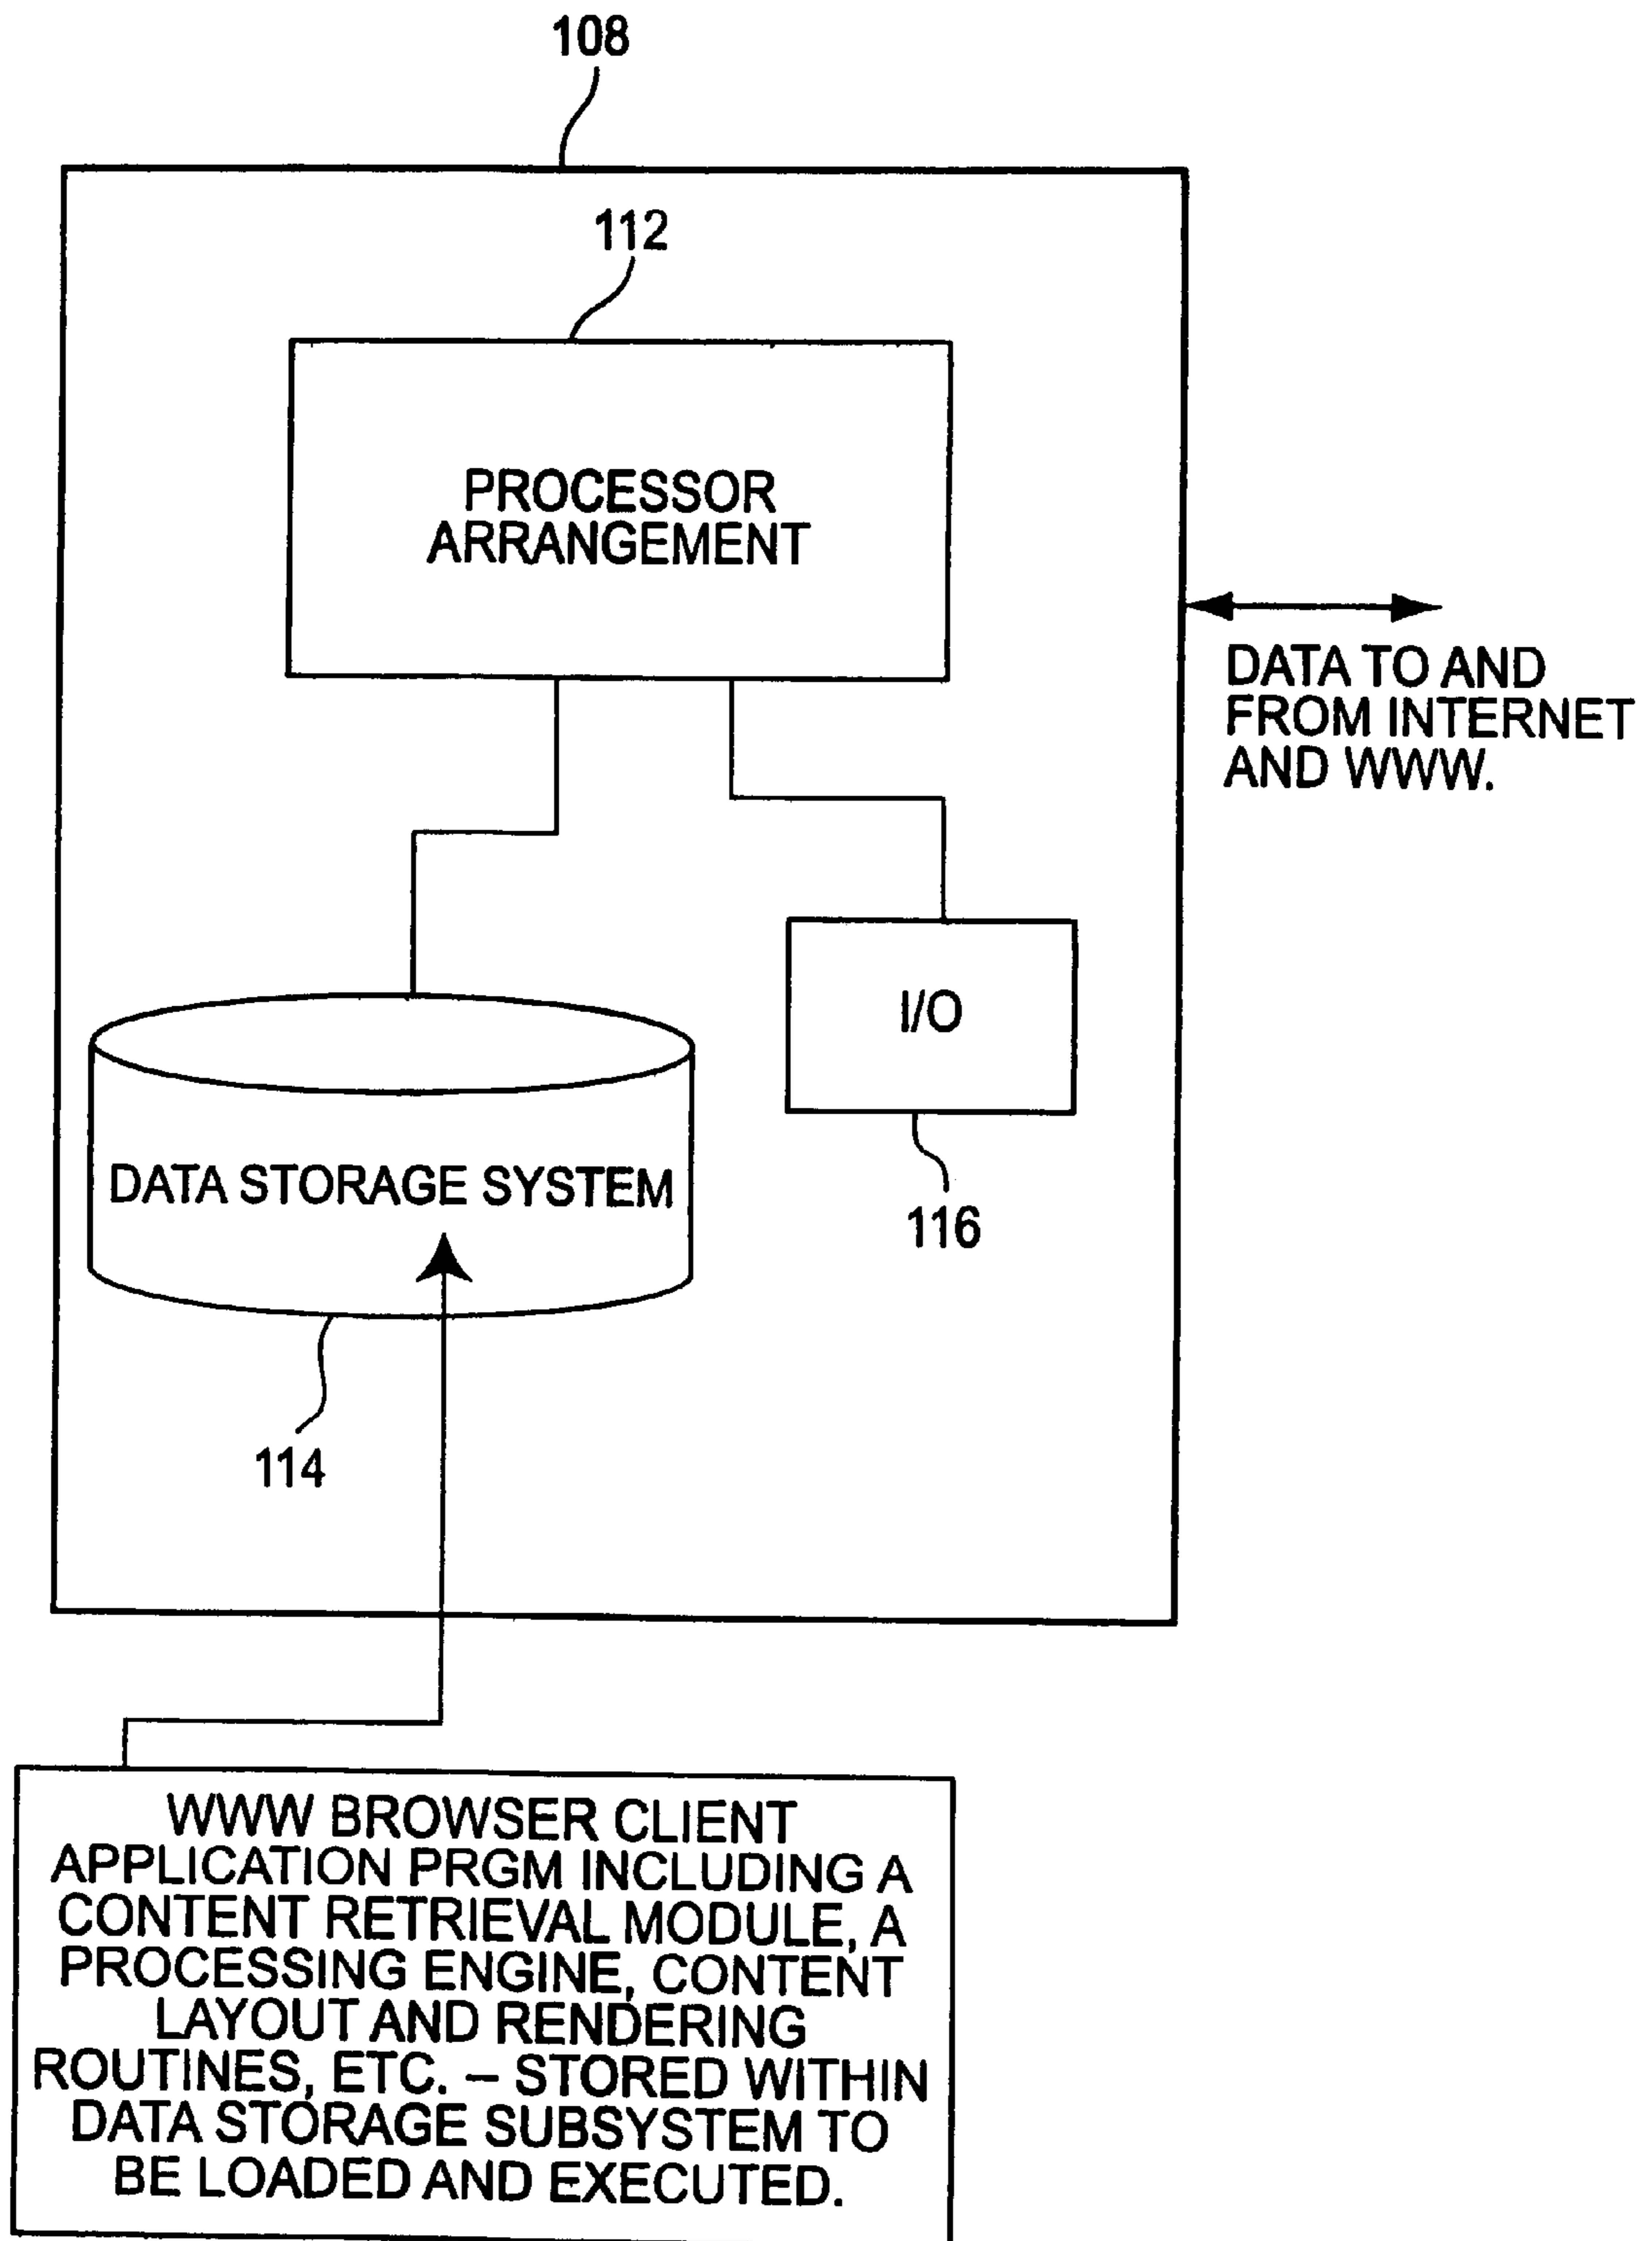 108
112
PROCESSOR
ARRANGEMENT
DATA TO AND
FROM INTERNET
AND WWW.
I/O
DATA STORAGE SYSTEM
116
114
WWW BROWSER CLIENT
APPLICATION PRGM INCLUDING A
CONTENT RETRIEVAL MODULE, A
PROCESSING ENGINE, CONTENT
LAYOUT AND RENDERING
ROUTINES, ETC. – STORED WITHIN
DATA STORAGE SUBSYSTEM TO
BE LOADED AND EXECUTED.